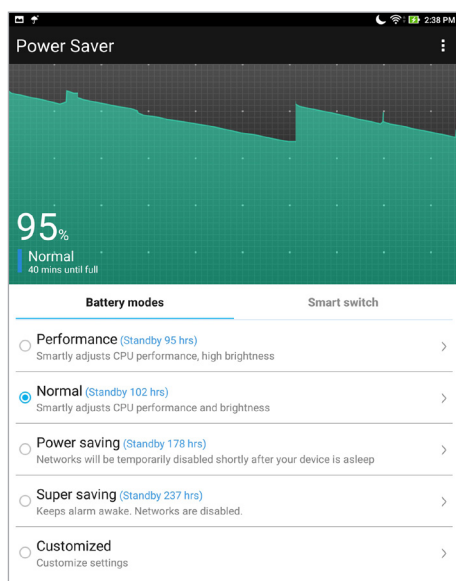 2:38 PM
Power Saver
95%
Normal
40 mins until full
Battery modes
Smart switch
Performance (Standby 95 hrs)
Smartly adjusts CPU performance, high brightness
Normal (Standby 102 hrs)
Smartly adjusts CPU performance and brightness
Power saving (Standby 178 hrs)
Networks will be temporarily disabled shortly after your device is asleep
Super saving (Standby 237 hrs)
Keeps alarm awake. Networks are disabled.
Customized
Customize settings